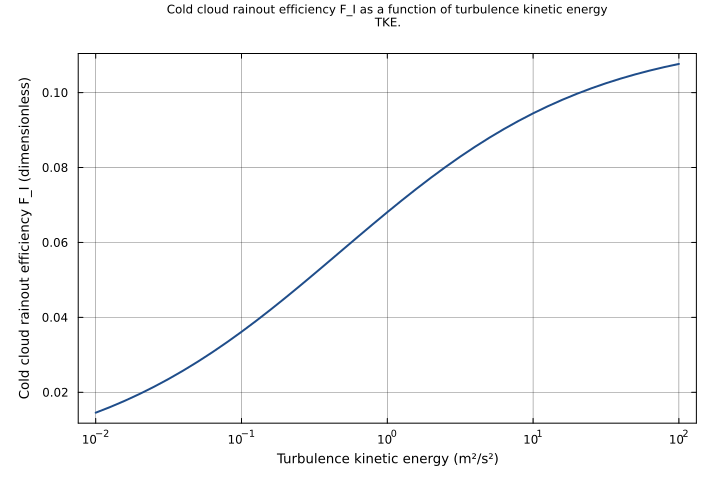 Cold cloud rainout efficiency F_I as a function of turbulence kinetic energy
TKE.
Cold cloud rainout efficiency F_I (dimensionless)
0.10
0.08
0.06
0.04
0.02
10⁻² 10⁻¹ 10⁰ 10¹ 10²
Turbulence kinetic energy (m²/s²)